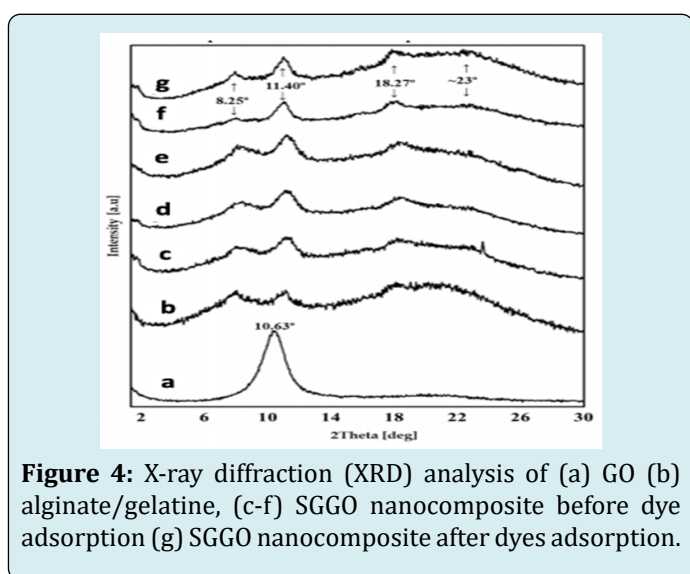 g
8.25°
11.40°
18.27°
~23°
f
e
d
c
b
10.63°
a
Intensity [a.u]
2 6 10 14 18 22 26 30
2Theta [deg]
Figure 4: X-ray diffraction (XRD) analysis of (a) GO (b)
alginate/gelatine, (c-f) SGGO nanocomposite before dye
adsorption (g) SGGO nanocomposite after dyes adsorption.